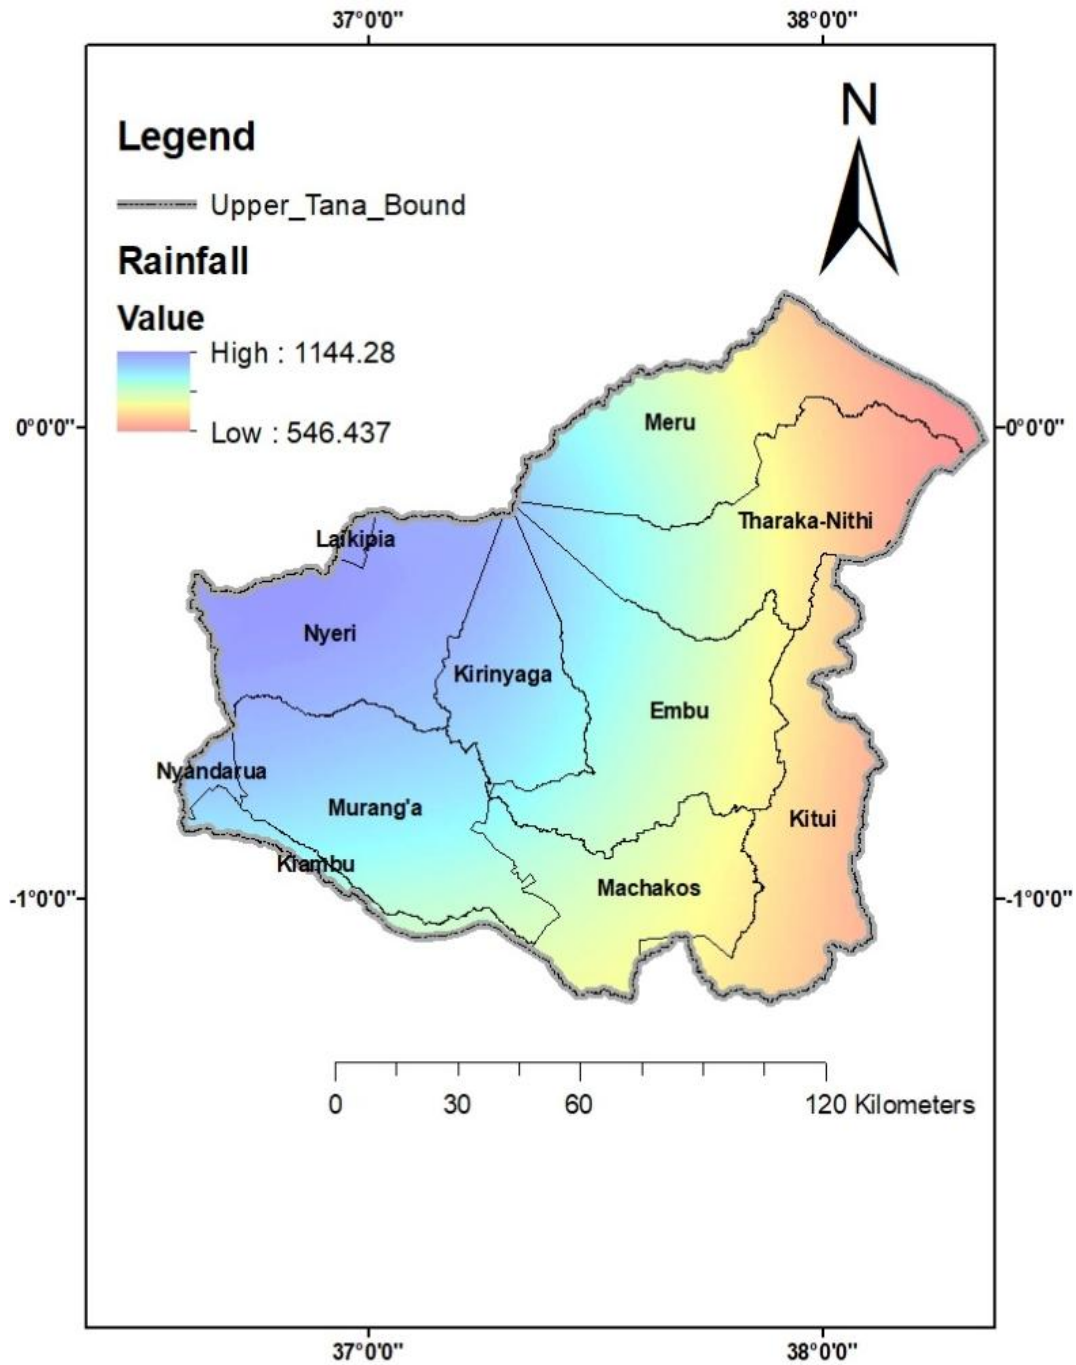 37°0'0" 38°0'0"
N
Legend
Upper_Tana_Bound
Rainfall
Value
High : 1144.28
Low : 546.437
0°0'0" 0°0'0"
Meru
Tharaka-Nithi
Laikipia
Nyeri
Kirinyaga
Embu
Nyandarua
Murang'a
Kitui
Kiambu
Machakos
-1°0'0" -1°0'0"
0 30 60 120 Kilometers
37°0'0" 38°0'0"